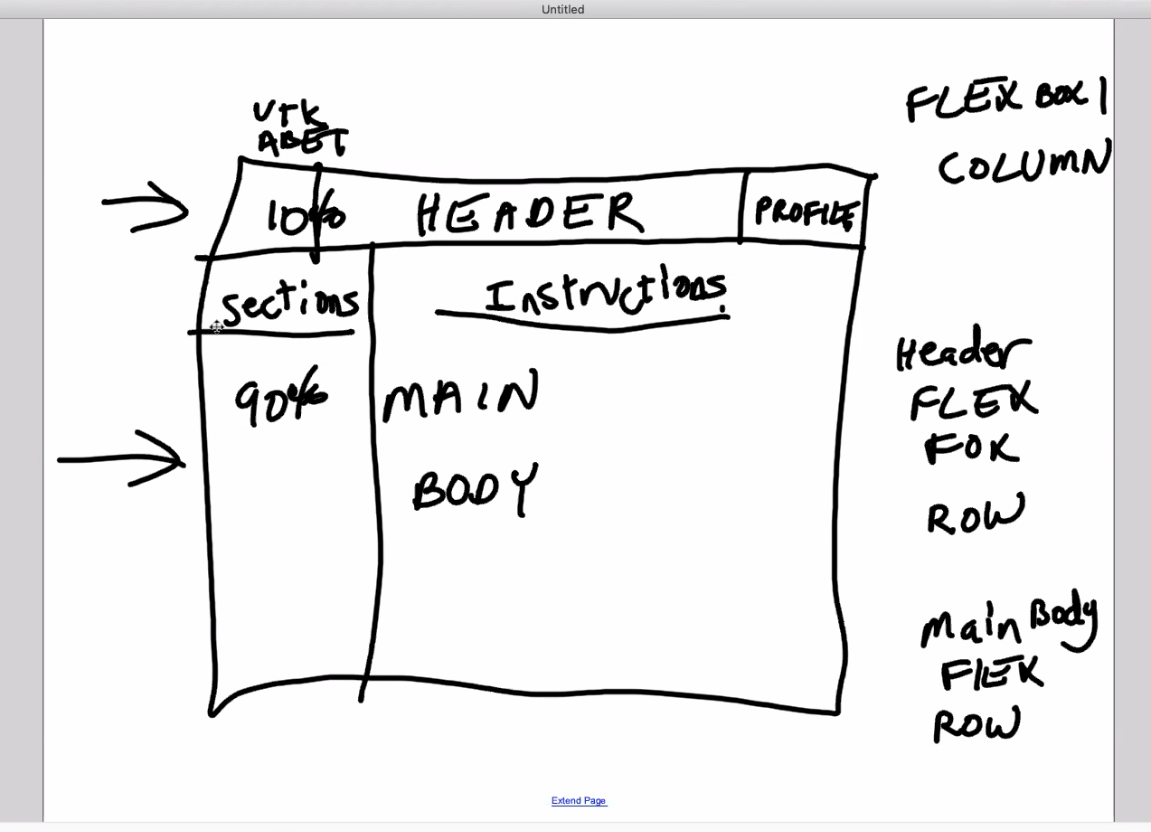 Untitled
UTK
ABET
FLEX BOX 1
COLUMN
10%
HEADER
PROFILE
Sections
Instructions
90%
MAIN
BODY
Header
FLEX
FOX
ROW
Main Body
FLEX
ROW
Extend Page